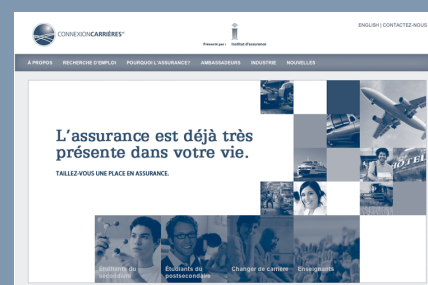 ENGLISH | CONTACTEZ-NOUS
CONNEXIONCARRIÈRES™
Présenté par : Institut d'assurance
À PROPOS RECHERCHE D'EMPLOI POURQUOI L'ASSURANCE? AMBASSADEURS INDUSTRIE NOUVELLES
L'assurance est déjà très
présente dans votre vie.
TAILLEZ-VOUS UNE PLACE EN ASSURANCE.
HOTEL
Étudiants du
secondaire
Étudiants du
postsecondaire
Changer de carrière
Enseignants